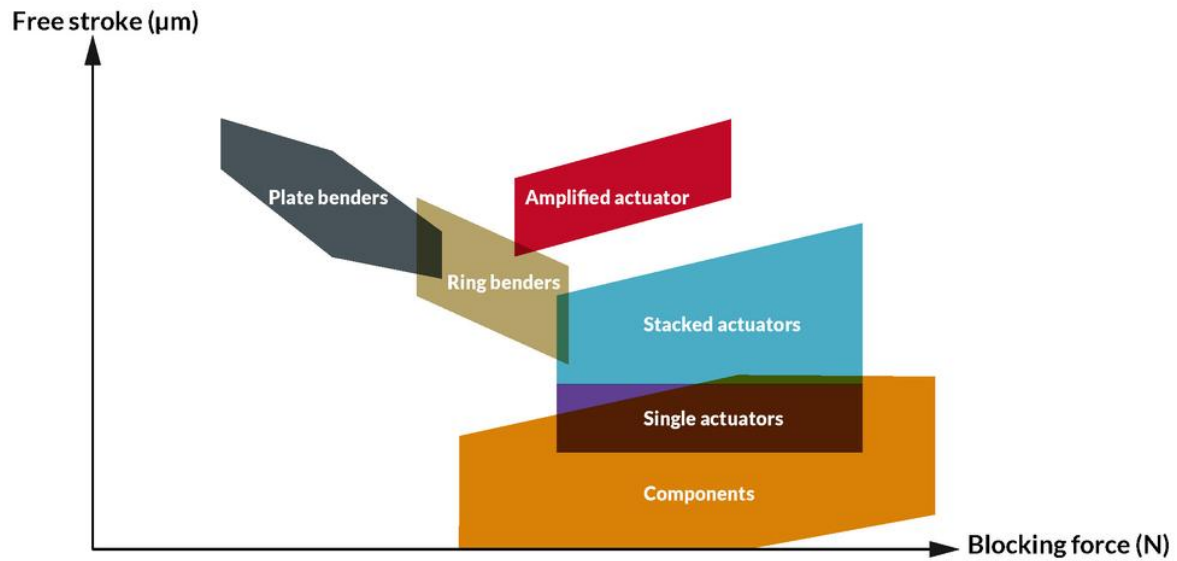 Free stroke (µm)
Plate benders
Amplified actuator
Ring benders
Stacked actuators
Single actuators
Components
Blocking force (N)